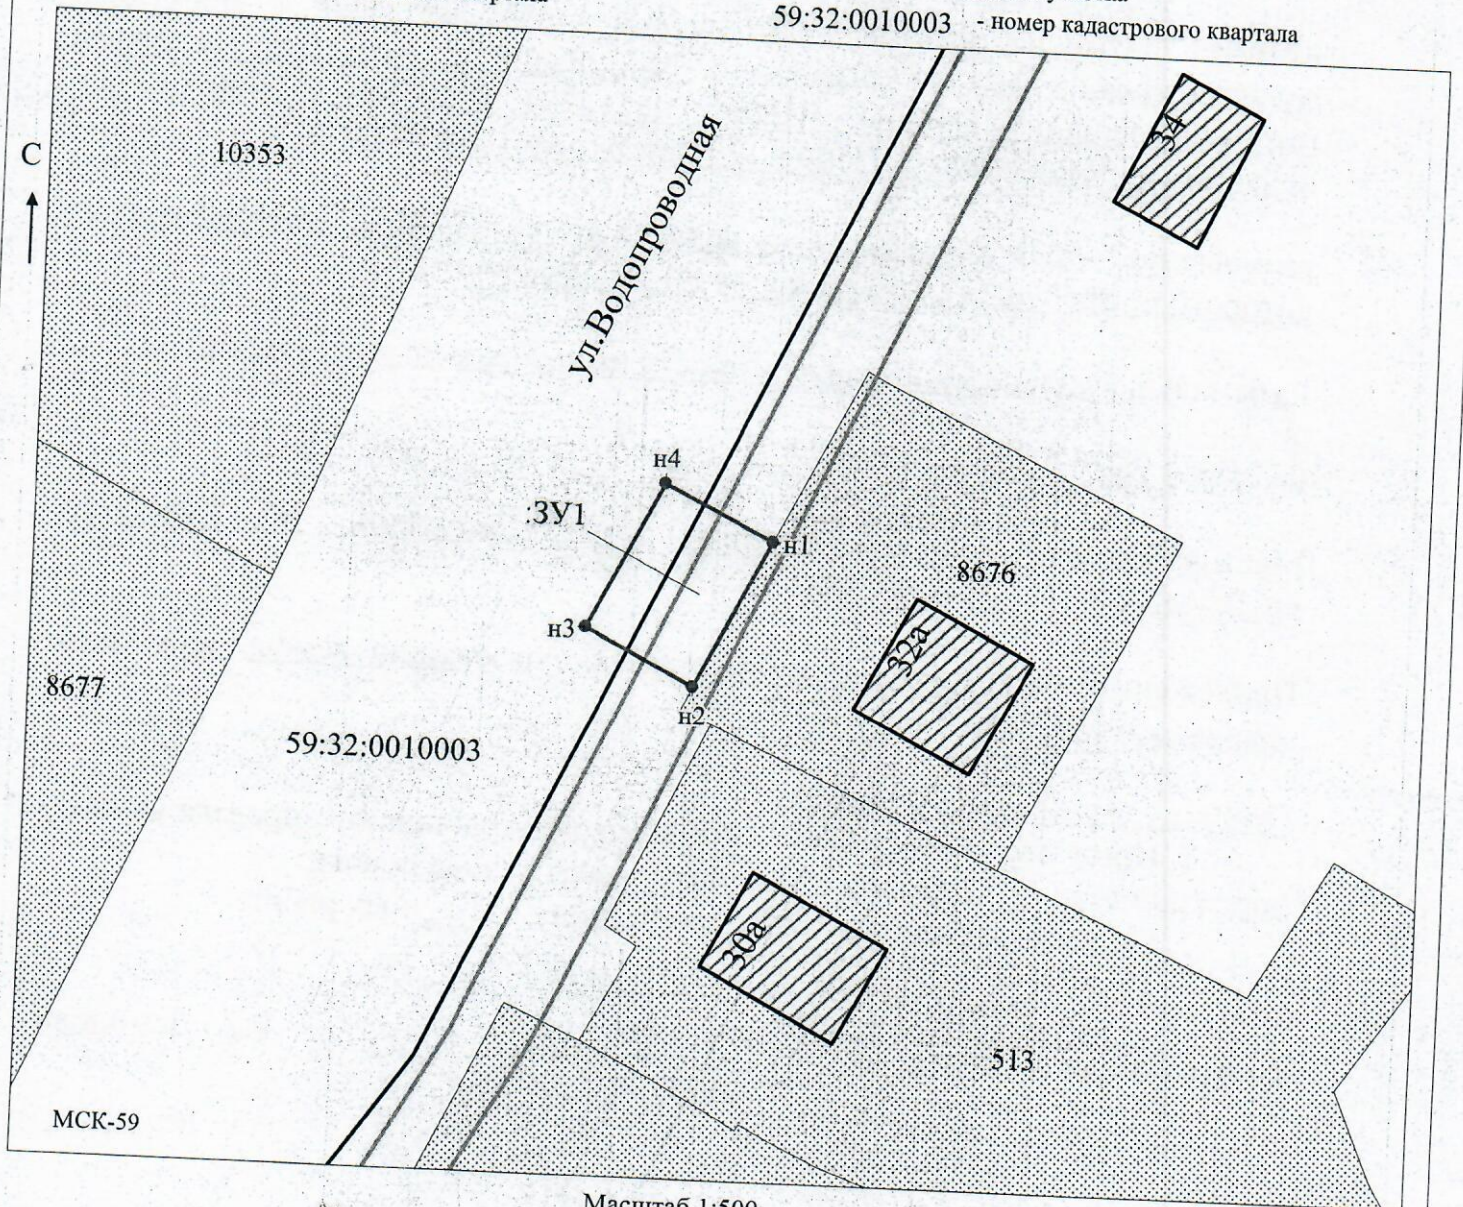 59:32:0010003 - номер кадастрового квартала
10353
С
34
ул.Водопроводная
н4
:ЗУ1
н1
8676
н3
32а
8677
н2
59:32:0010003
30а
513
МСК-59
Масштаб 1:500